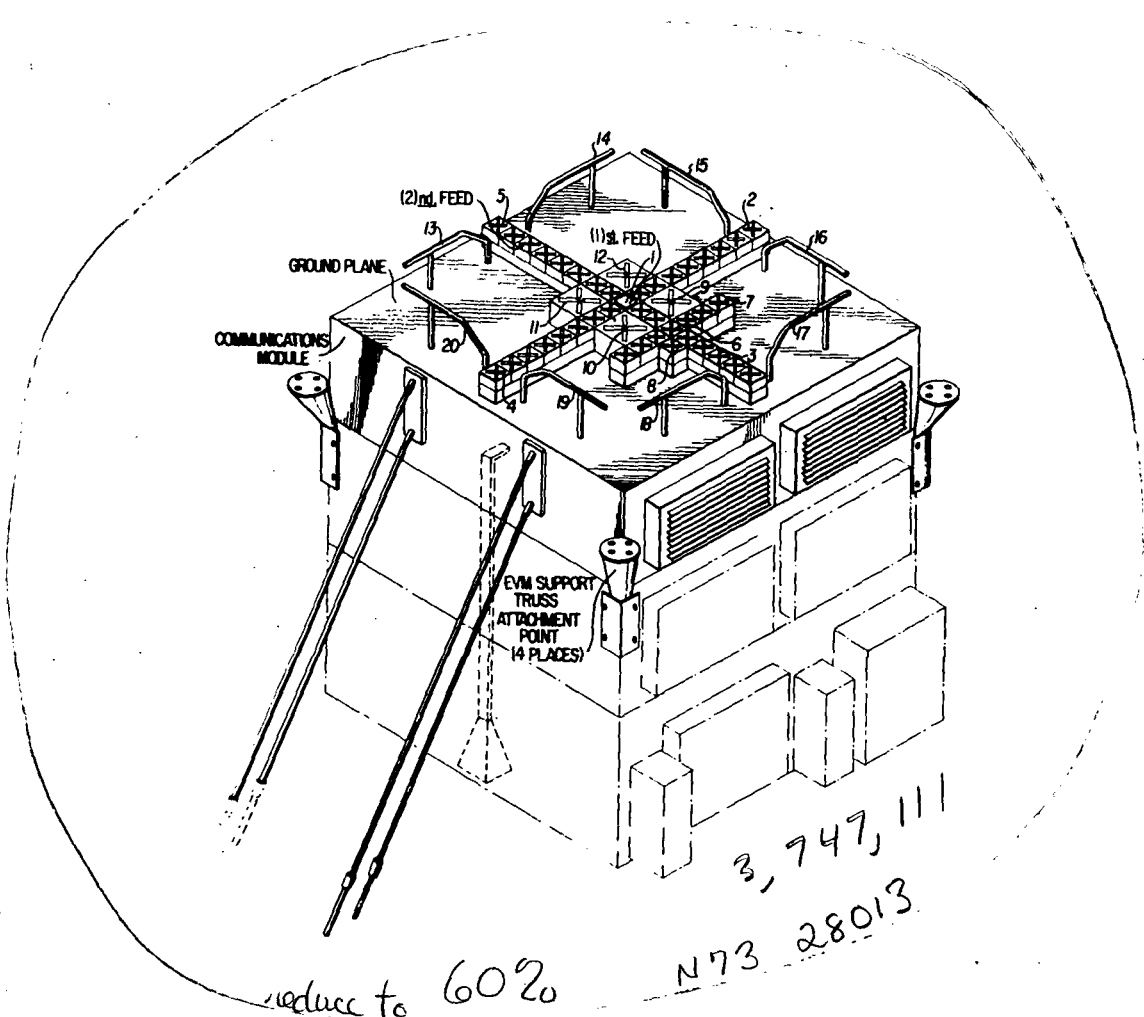 14
15
(2)nd. FEED
5
2
13
(1)st. FEED
16
12
1
GROUND PLANE
9
7
11
17
COMMUNICATIONS
MODULE
20
6
10
3
8
4
19
18
EVM SUPPORT
TRUSS
ATTACHMENT
POINT
(4 PLACES)
3,747,111
N73 28013
reduce to 60%